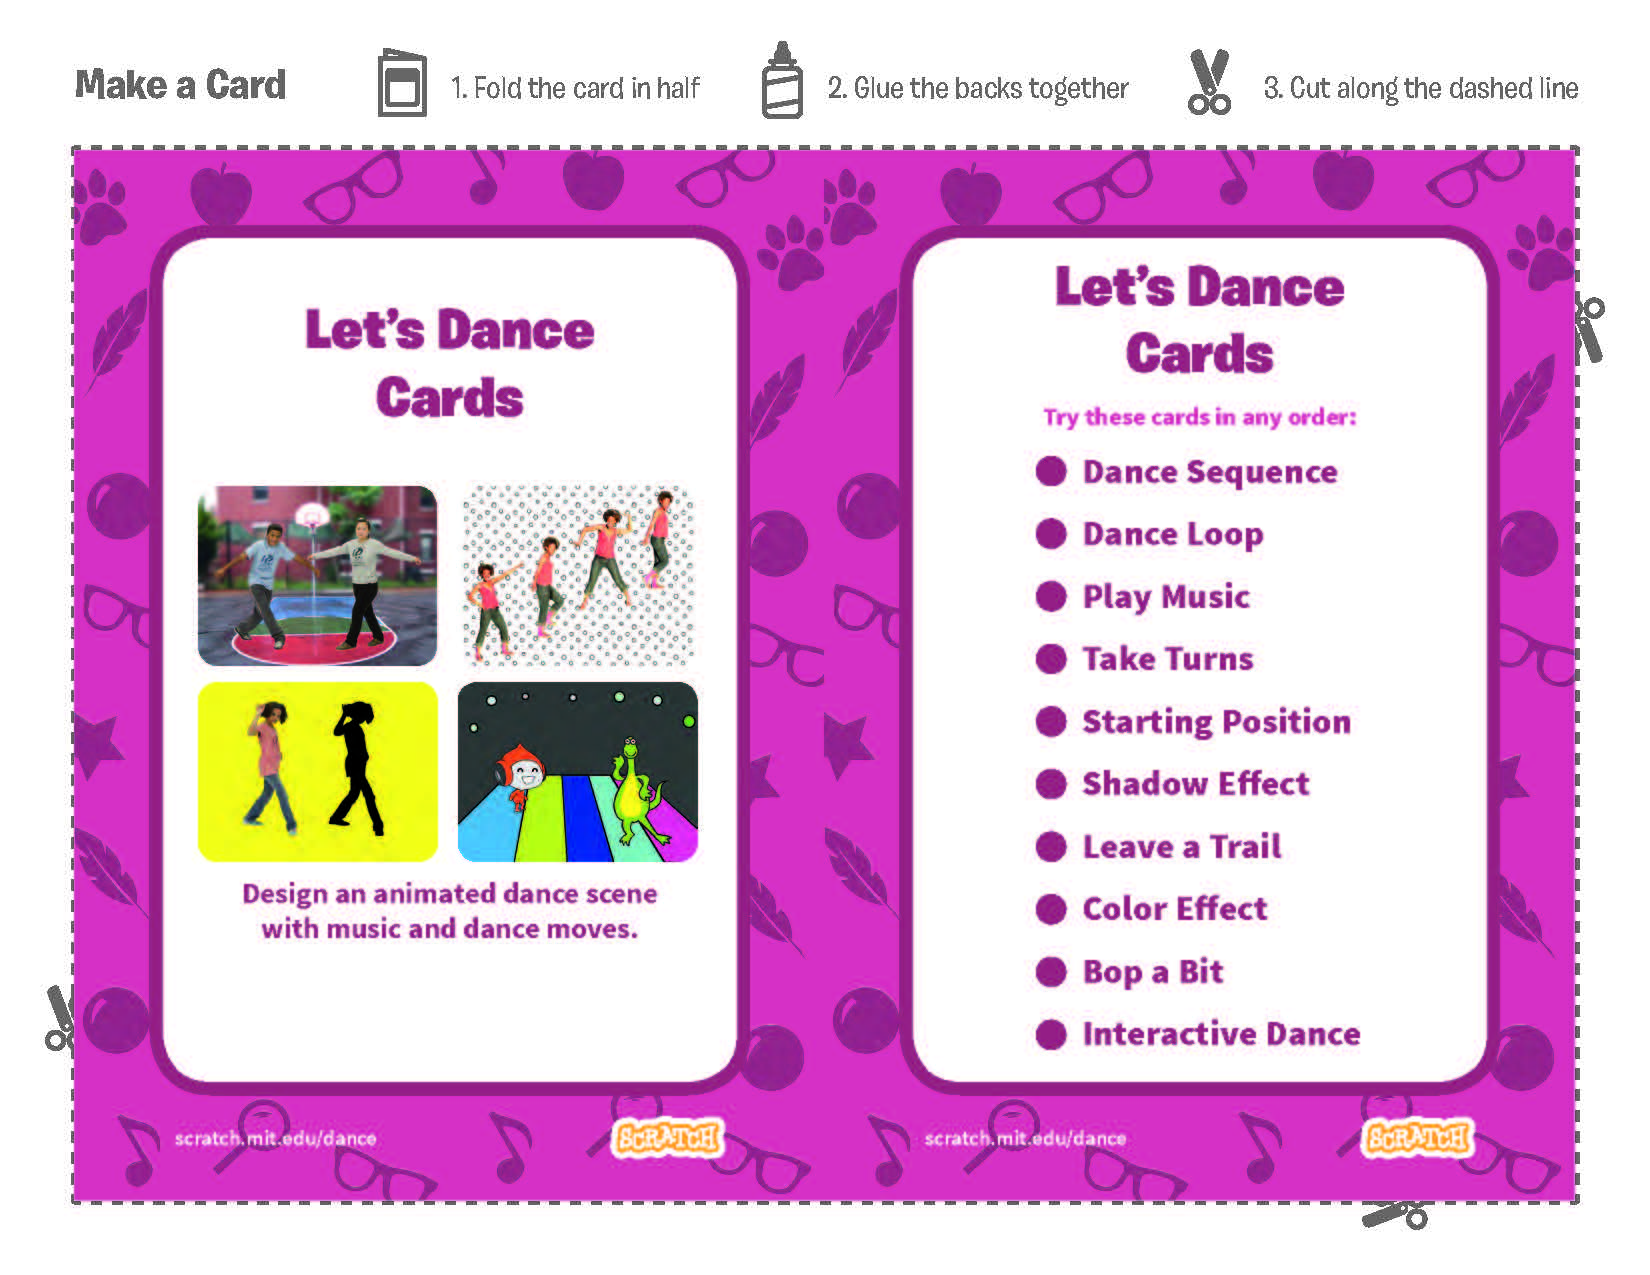 Make a Card
1. Fold the card in half
2. Glue the backs together
3. Cut along the dashed line
Let's Dance
Cards
Design an animated dance scene
with music and dance moves.
scratch.mit.edu/dance
SCRATCH
Let's Dance
Cards
Try these cards in any order:
Dance Sequence
Dance Loop
Play Music
Take Turns
Starting Position
Shadow Effect
Leave a Trail
Color Effect
Bop a Bit
Interactive Dance
scratch.mit.edu/dance
SCRATCH